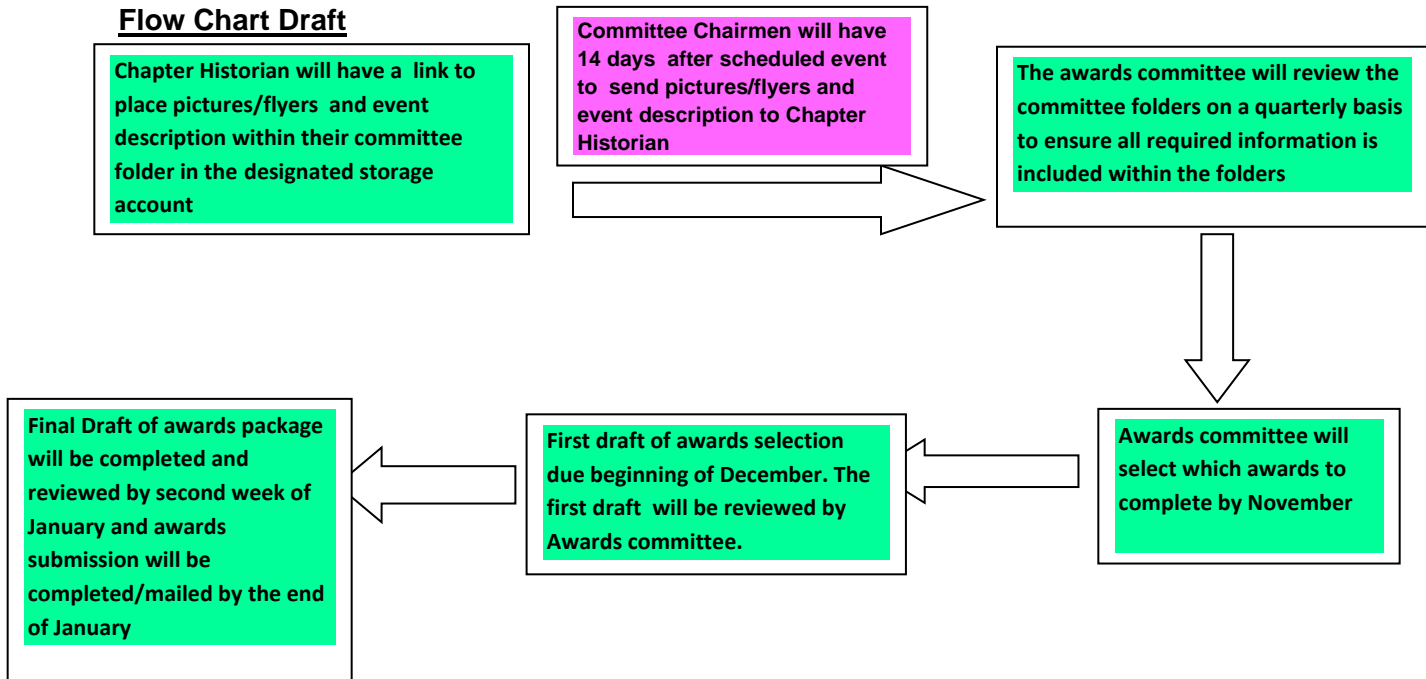 Flow Chart Draft
Chapter Historian will have a link to
place pictures/flyers and event
description within their committee
folder in the designated storage
account
Committee Chairmen will have
14 days after scheduled event
to send pictures/flyers and
event description to Chapter
Historian
The awards committee will review the
committee folders on a quarterly basis
to ensure all required information is
included within the folders
Awards committee will
select which awards to
complete by November
First draft of awards selection
due beginning of December. The
first draft will be reviewed by
Awards committee.
Final Draft of awards package
will be completed and
reviewed by second week of
January and awards
submission will be
completed/mailed by the end
of January